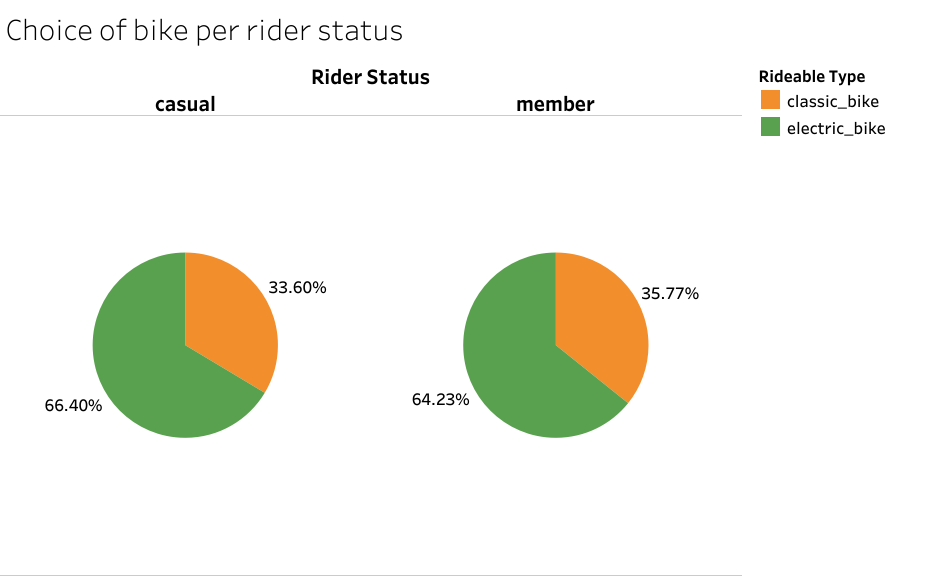 Choice of bike per rider status
Rider Status
casual member
Rideable Type
classic_bike
electric_bike
33.60%
66.40%
35.77%
64.23%